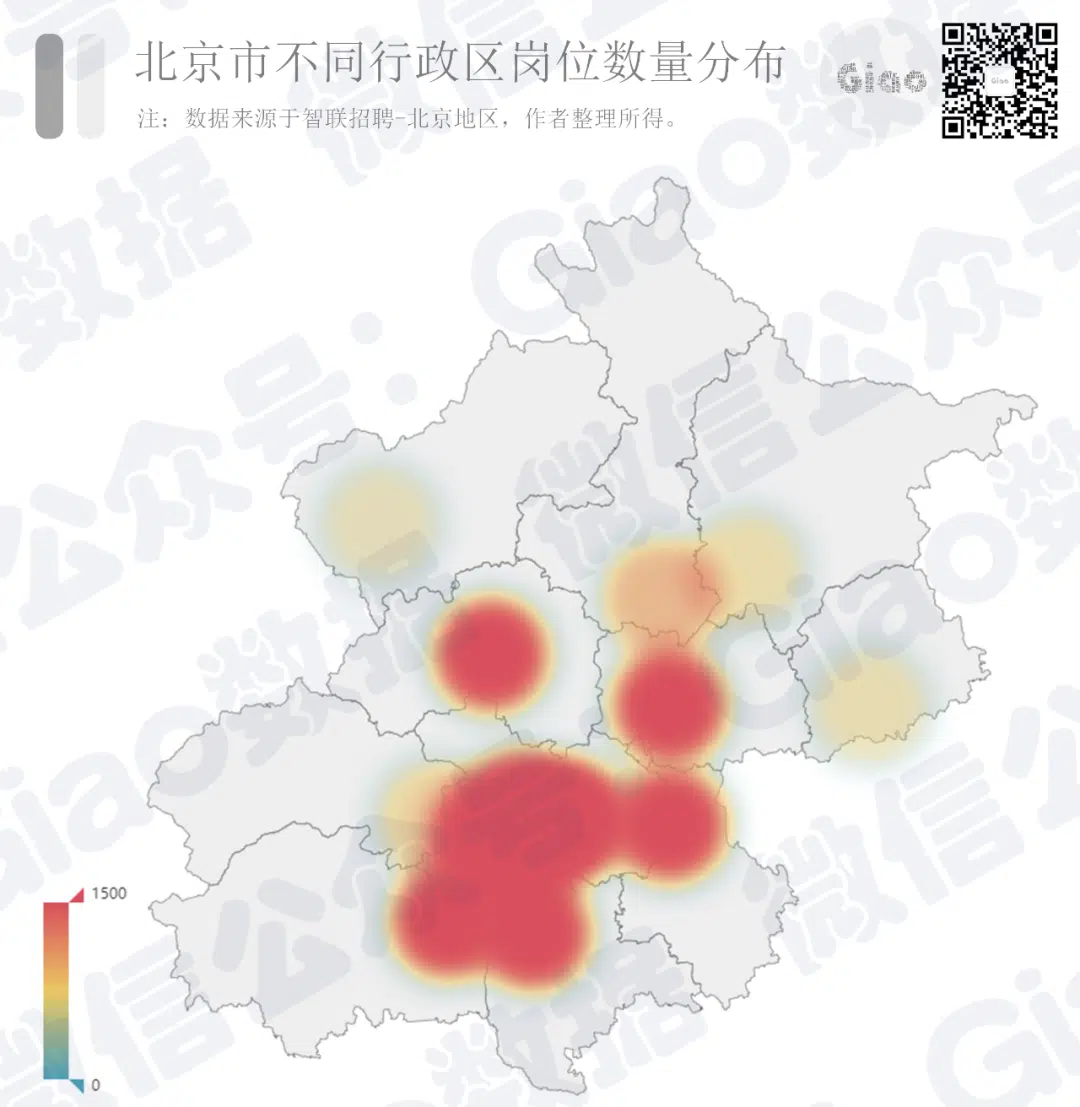 北京市不同行政区岗位数量分布
Giao
Giao
注：数据来源于智联招聘-北京地区，作者整理所得。
微信公众号：Giao数据
1500
0